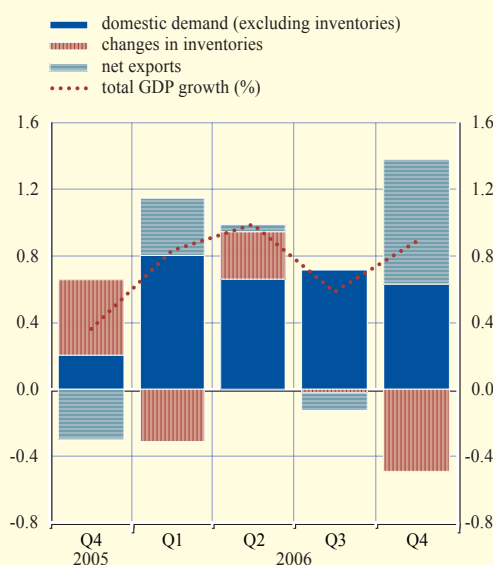 domestic demand (excluding inventories)
changes in inventories
net exports
total GDP growth (%)
1.6 1.6
1.2 1.2
0.8 0.8
0.4 0.4
0.0 0.0
-0.4 -0.4
-0.8 -0.8
Q4 Q1 Q2 Q3 Q4
2005 2006